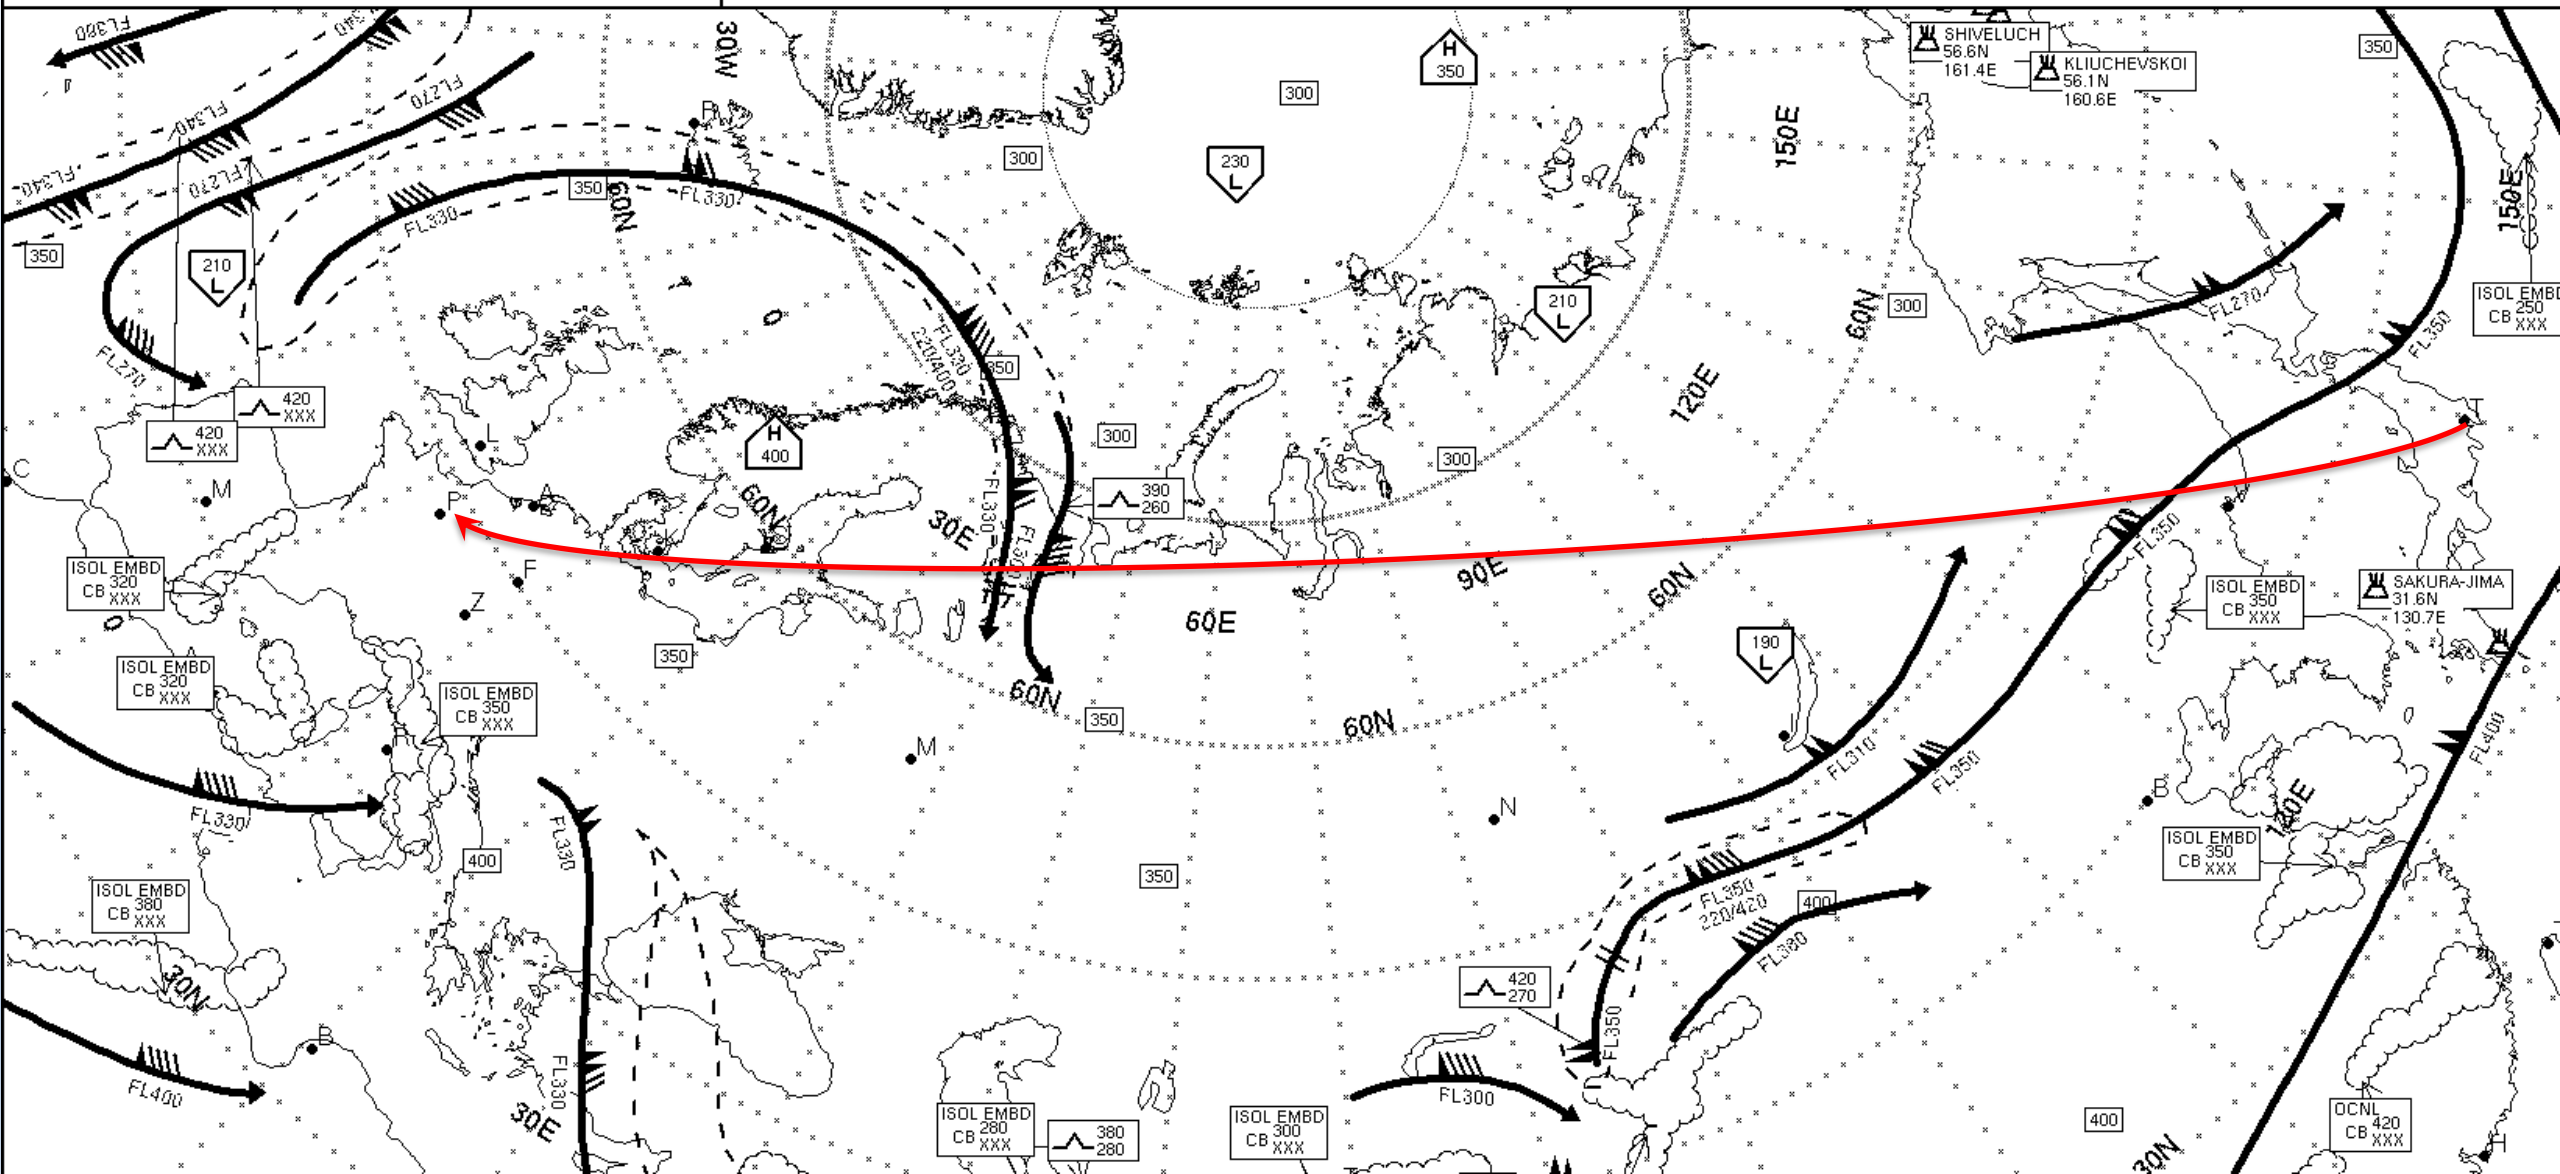 FL380
FL340
FL340
FL340
FL270
FL270
FL270
350
210
L
420
XXX
420
XXX
30W
R
FL330
350
60N
FL330
300
300
230
L
H
350
210
L
150E
SHIVELUCH
56.6N
161.4E
KLIUCHEVSKOI
56.1N
160.6E
350
150E
ISOL EMBD
CB 250
XXX
60N
300
FL270
FL350
T
FL330
220/400
350
300
300
120E
H
400
60N
30E
FL330
390
260
C
M
L
P
A
F
Z
ISOL EMBD
CB 320
XXX
0
ISOL EMBD
CB 320
XXX
A
ISOL EMBD
CB 350
XXX
350
60E
90E
60N
60N
350
60N
FL350
ISOL EMBD
CB 350
XXX
SAKURA-JIMA
31.6N
130.7E
190
L
FL310
FL350
FL400
M
N
B
120E
FL330
FL330
400
350
FL350
220/420
400
FL380
ISOL EMBD
CB 350
XXX
ISOL EMBD
CB 380
XXX
30N
B
FL400
FL330
30E
420
270
FL350
FL300
ISOL EMBD
CB 280
XXX
380
280
ISOL EMBD
CB 300
XXX
400
30N
OCNL
CB 420
XXX
H